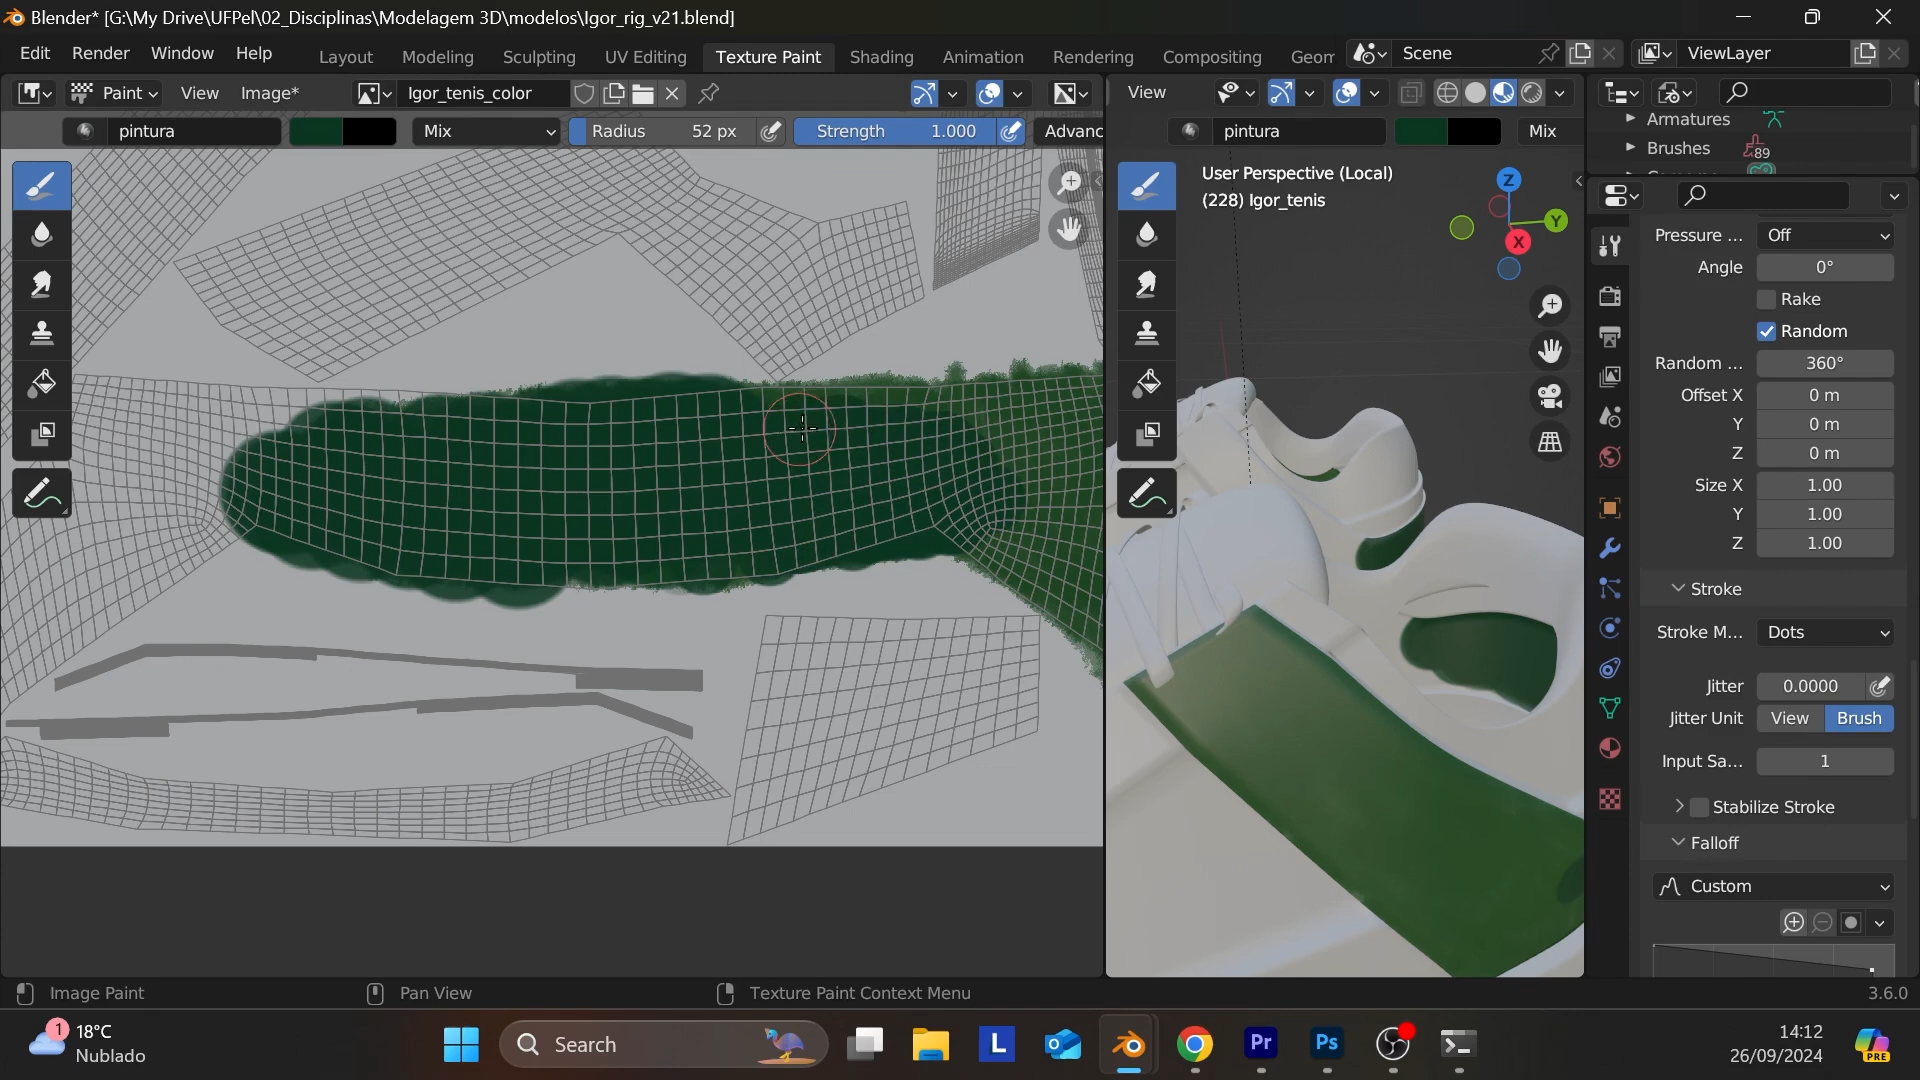 Blender* [G:\My Drive\UFPel\02_Disciplinas\Modelagem 3D\modelos\Igor_rig_v21.blend]
Edit Render Window Help Layout Modeling Sculpting UV Editing Texture Paint Shading Animation Rendering Compositing Geom Scene ViewLayer
Paint View Image* Igor_tenis_color View
pintura Mix Radius 52 px Strength 1.000 Advanc pintura Mix
Armatures
Brushes 89
User Perspective (Local)
(228) Igor_tenis
Z
Y
X
Pressure ... Off
Angle 0°
Rake
Random
Random ... 360°
Offset X 0 m
Y 0 m
Z 0 m
Size X 1.00
Y 1.00
Z 1.00
Stroke
Stroke M... Dots
Jitter 0.0000
Jitter Unit View Brush
Input Sa... 1
Stabilize Stroke
Falloff
Custom
Image Paint Pan View Texture Paint Context Menu 3.6.0
1 18°C
Nublado
Search
L
Pr
Ps
14:12
26/09/2024
PRE